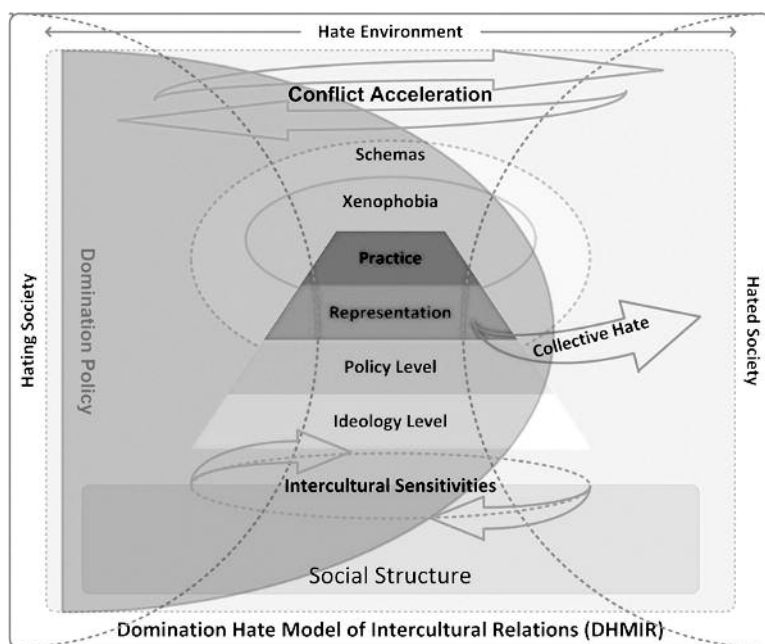 Hate Environment
Conflict Acceleration
Schemas
Xenophobia
Practice
Representation
Policy Level
Ideology Level
Intercultural Sensitivities
Social Structure
Hating Society
Domination Policy
Collective Hate
Hated Society
Domination Hate Model of Intercultural Relations (DHMIR)